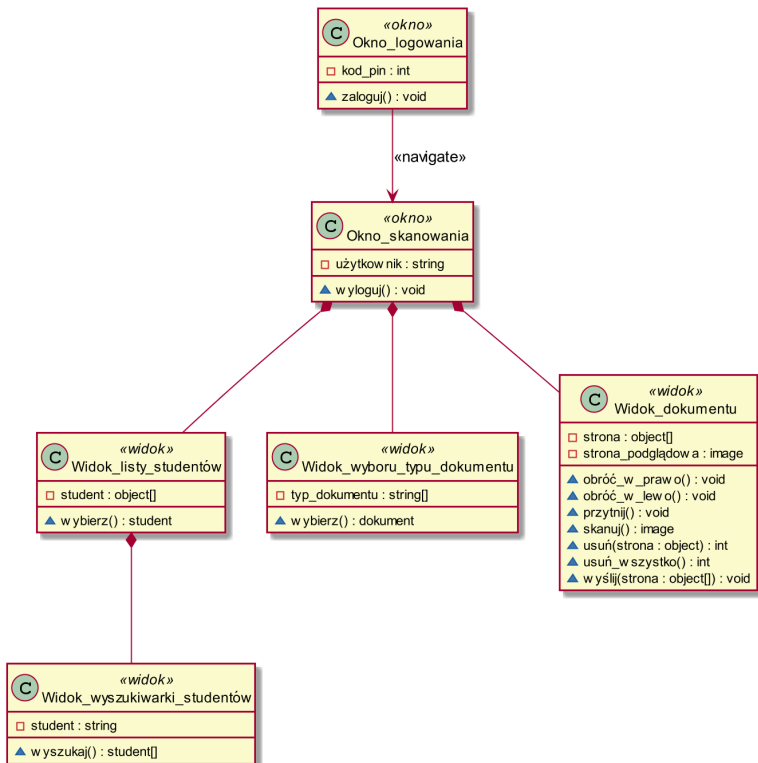 C
«okno»
Okno_logowania
kod_pin : int
zaloguj() : void
«navigate»
C
«okno»
Okno_skanowania
użytkownik : string
wyloguj() : void
C
«widok»
Widok_listy_studentów
student : object[]
wybierz() : student
C
«widok»
Widok_wyboru_typu_dokumentu
typ_dokumentu : string[]
wybierz() : dokument
C
«widok»
Widok_dokumentu
strona : object[]
strona_podglądowa : image
obróć_w_prawo() : void
obróć_w_lewo() : void
przytnij() : void
skanuj() : image
usuń(strona : object) : int
usuń_wszystko() : int
wyślij(strona : object[]) : void
C
«widok»
Widok_wyszukiwarki_studentów
student : string
wyszukaj() : student[]